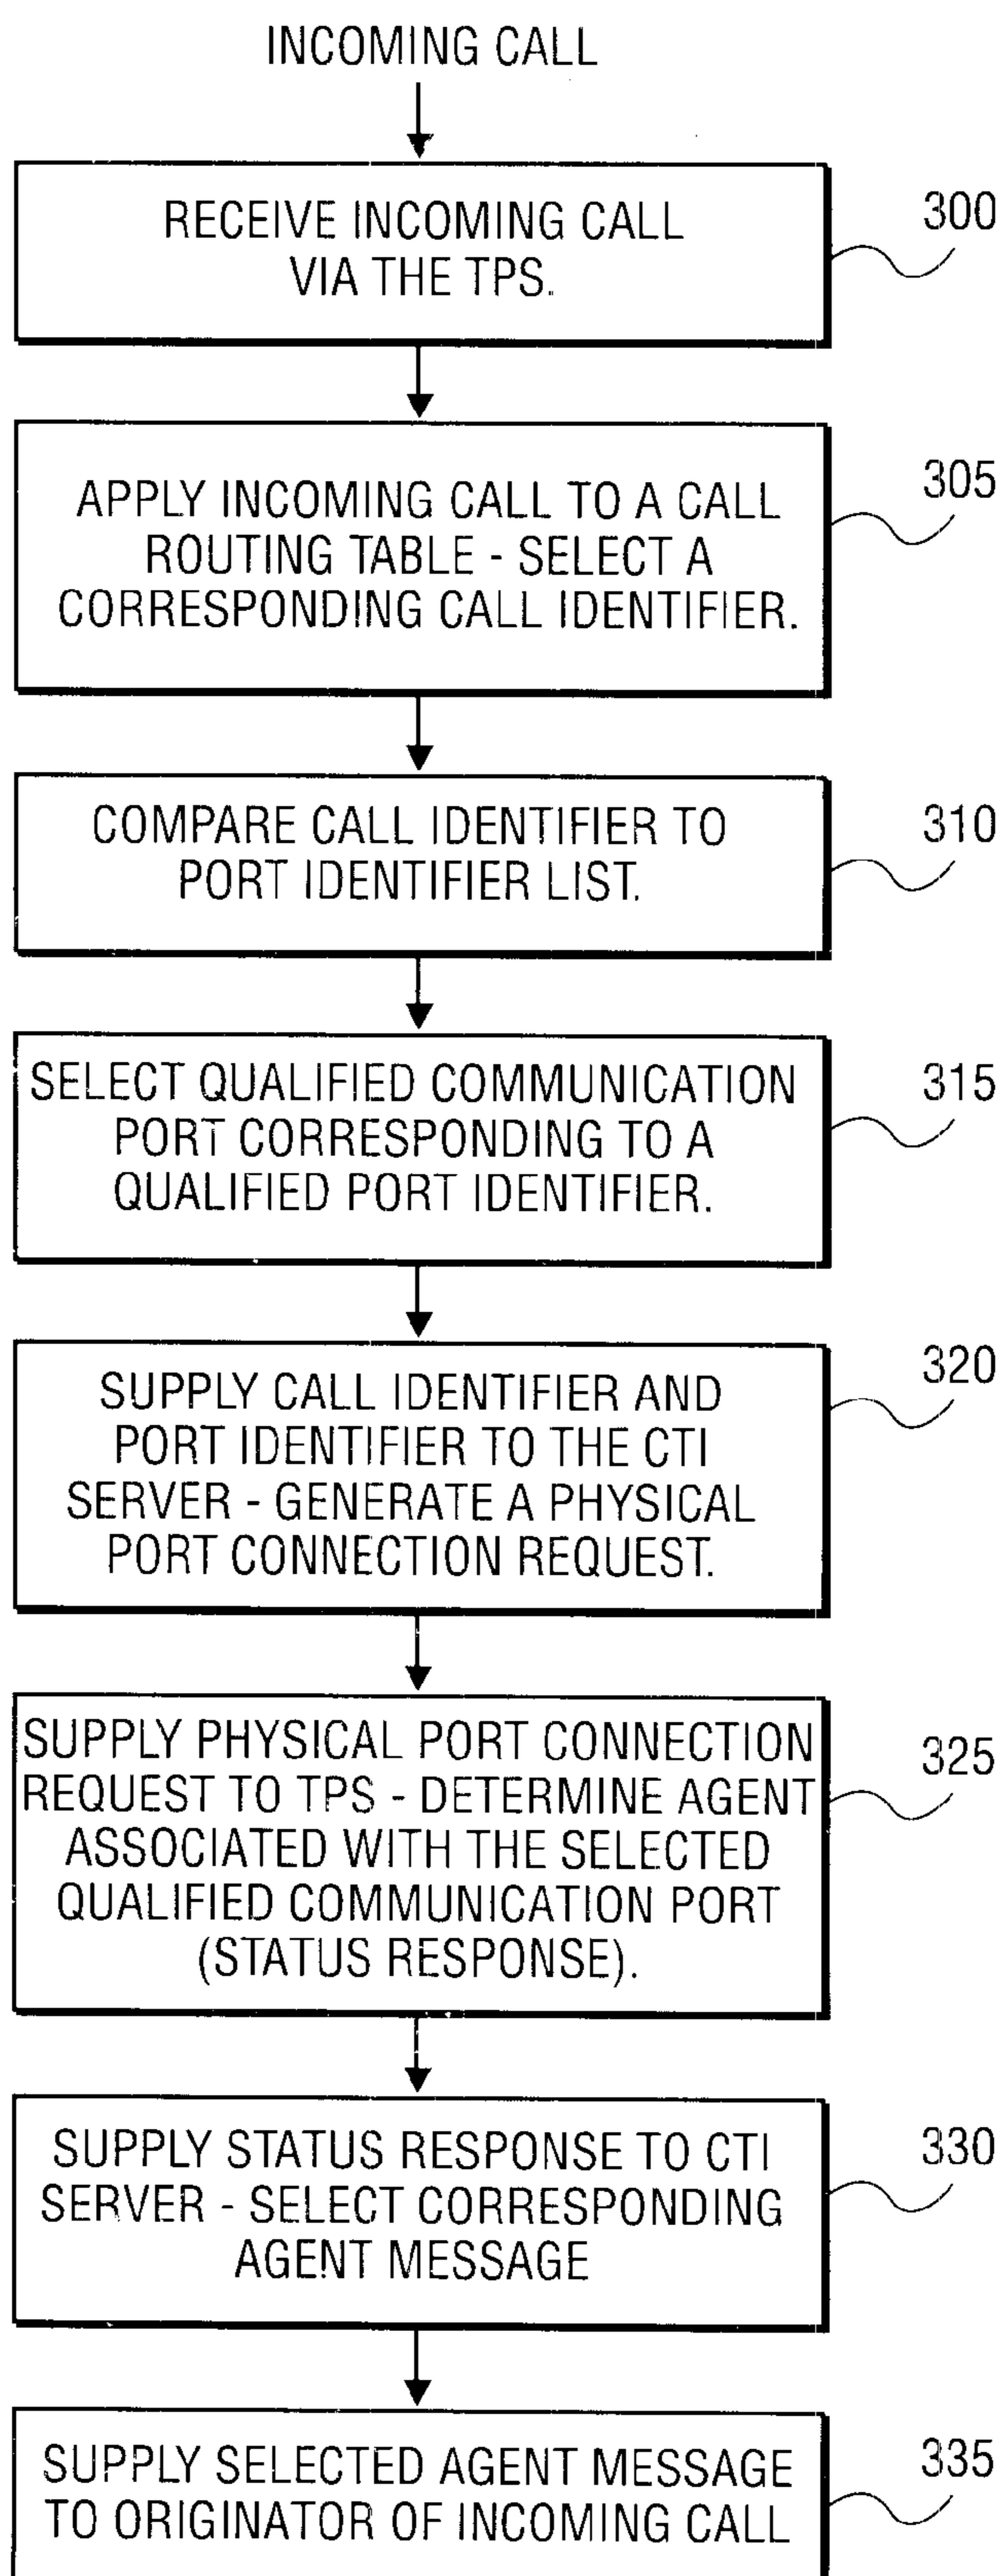 INCOMING CALL
RECEIVE INCOMING CALL
VIA THE TPS.
300
APPLY INCOMING CALL TO A CALL
ROUTING TABLE - SELECT A
CORRESPONDING CALL IDENTIFIER.
305
COMPARE CALL IDENTIFIER TO
PORT IDENTIFIER LIST.
310
SELECT QUALIFIED COMMUNICATION
PORT CORRESPONDING TO A
QUALIFIED PORT IDENTIFIER.
315
SUPPLY CALL IDENTIFIER AND
PORT IDENTIFIER TO THE CTI
SERVER - GENERATE A PHYSICAL
PORT CONNECTION REQUEST.
320
SUPPLY PHYSICAL PORT CONNECTION
REQUEST TO TPS - DETERMINE AGENT
ASSOCIATED WITH THE SELECTED
QUALIFIED COMMUNICATION PORT
(STATUS RESPONSE).
325
SUPPLY STATUS RESPONSE TO CTI
SERVER - SELECT CORRESPONDING
AGENT MESSAGE
330
SUPPLY SELECTED AGENT MESSAGE
TO ORIGINATOR OF INCOMING CALL
335